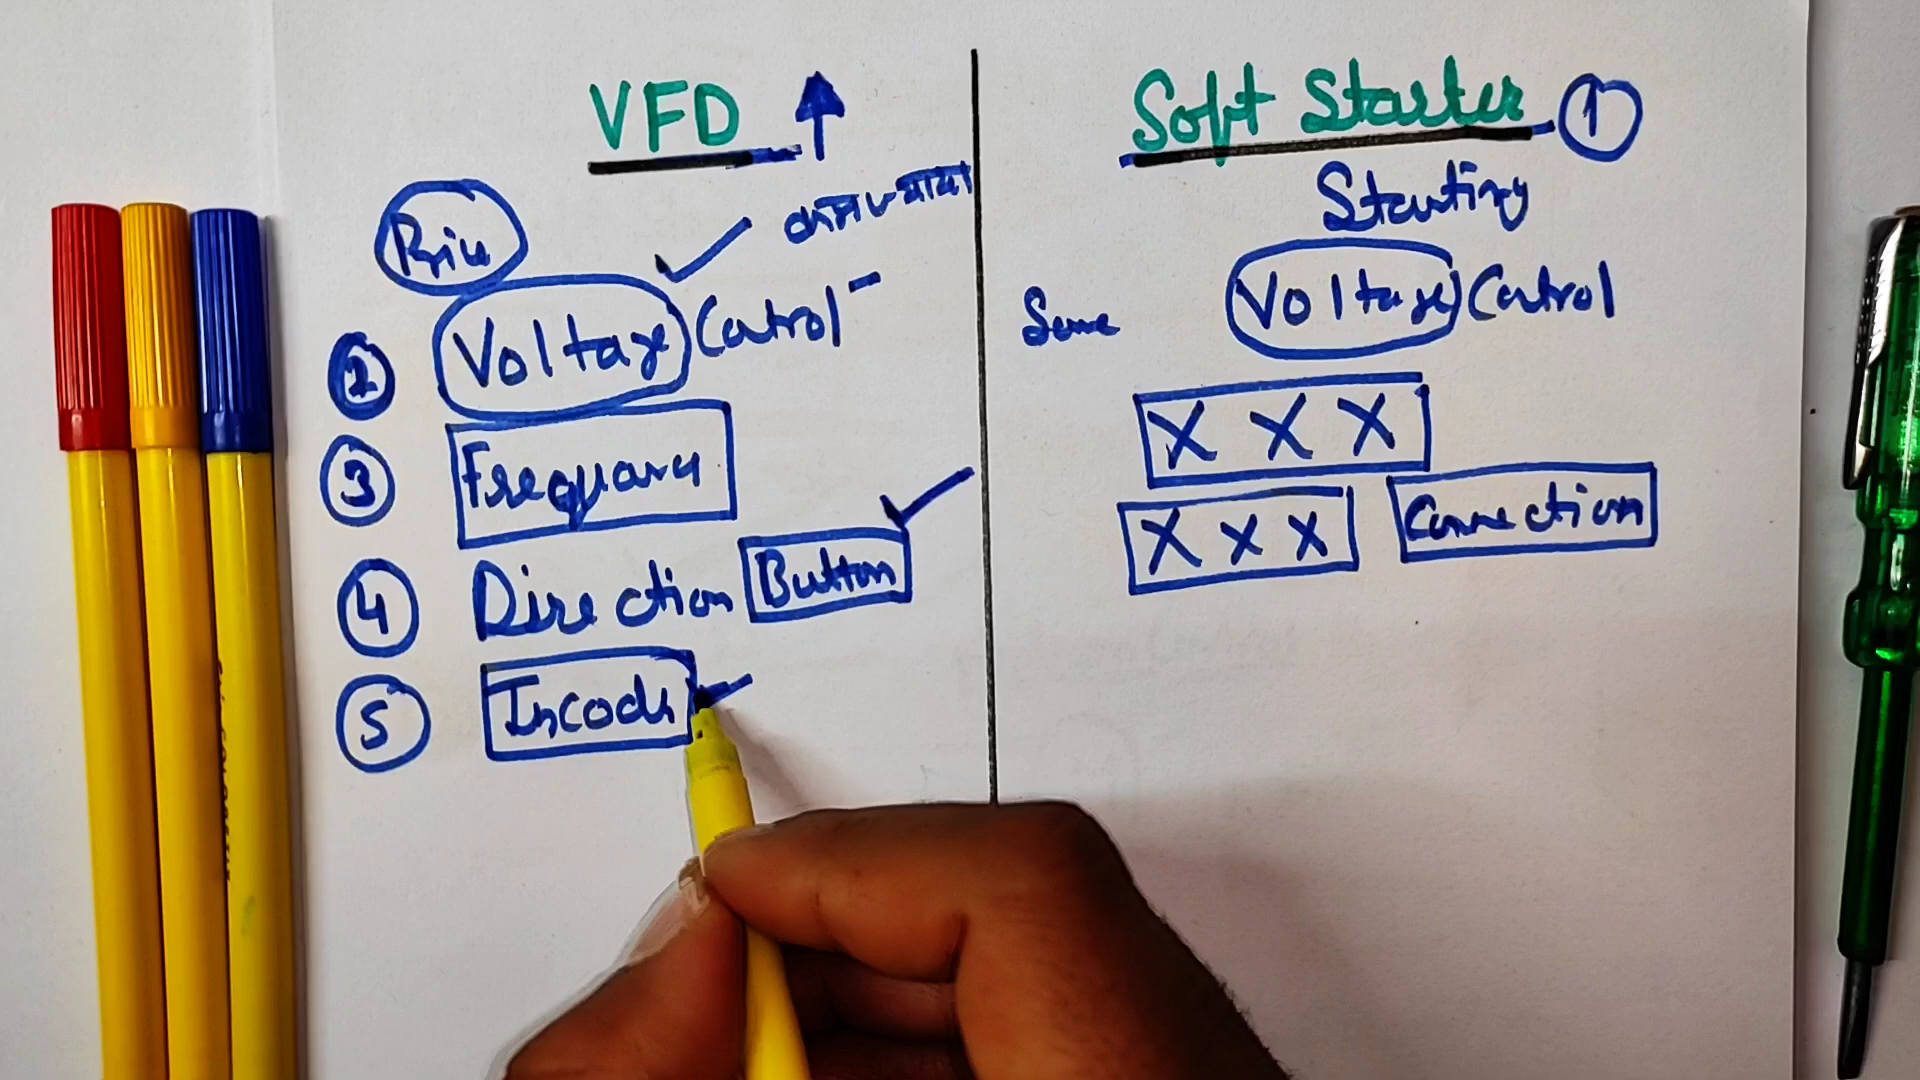 VFD ↑
Price
✓
② Voltage Control -
③ Frequancy
④ Direction Button ✓
⑤ Incoder ✓
Soft Starter ①
Starting
Same Voltage Control
X X X
X X X Connection